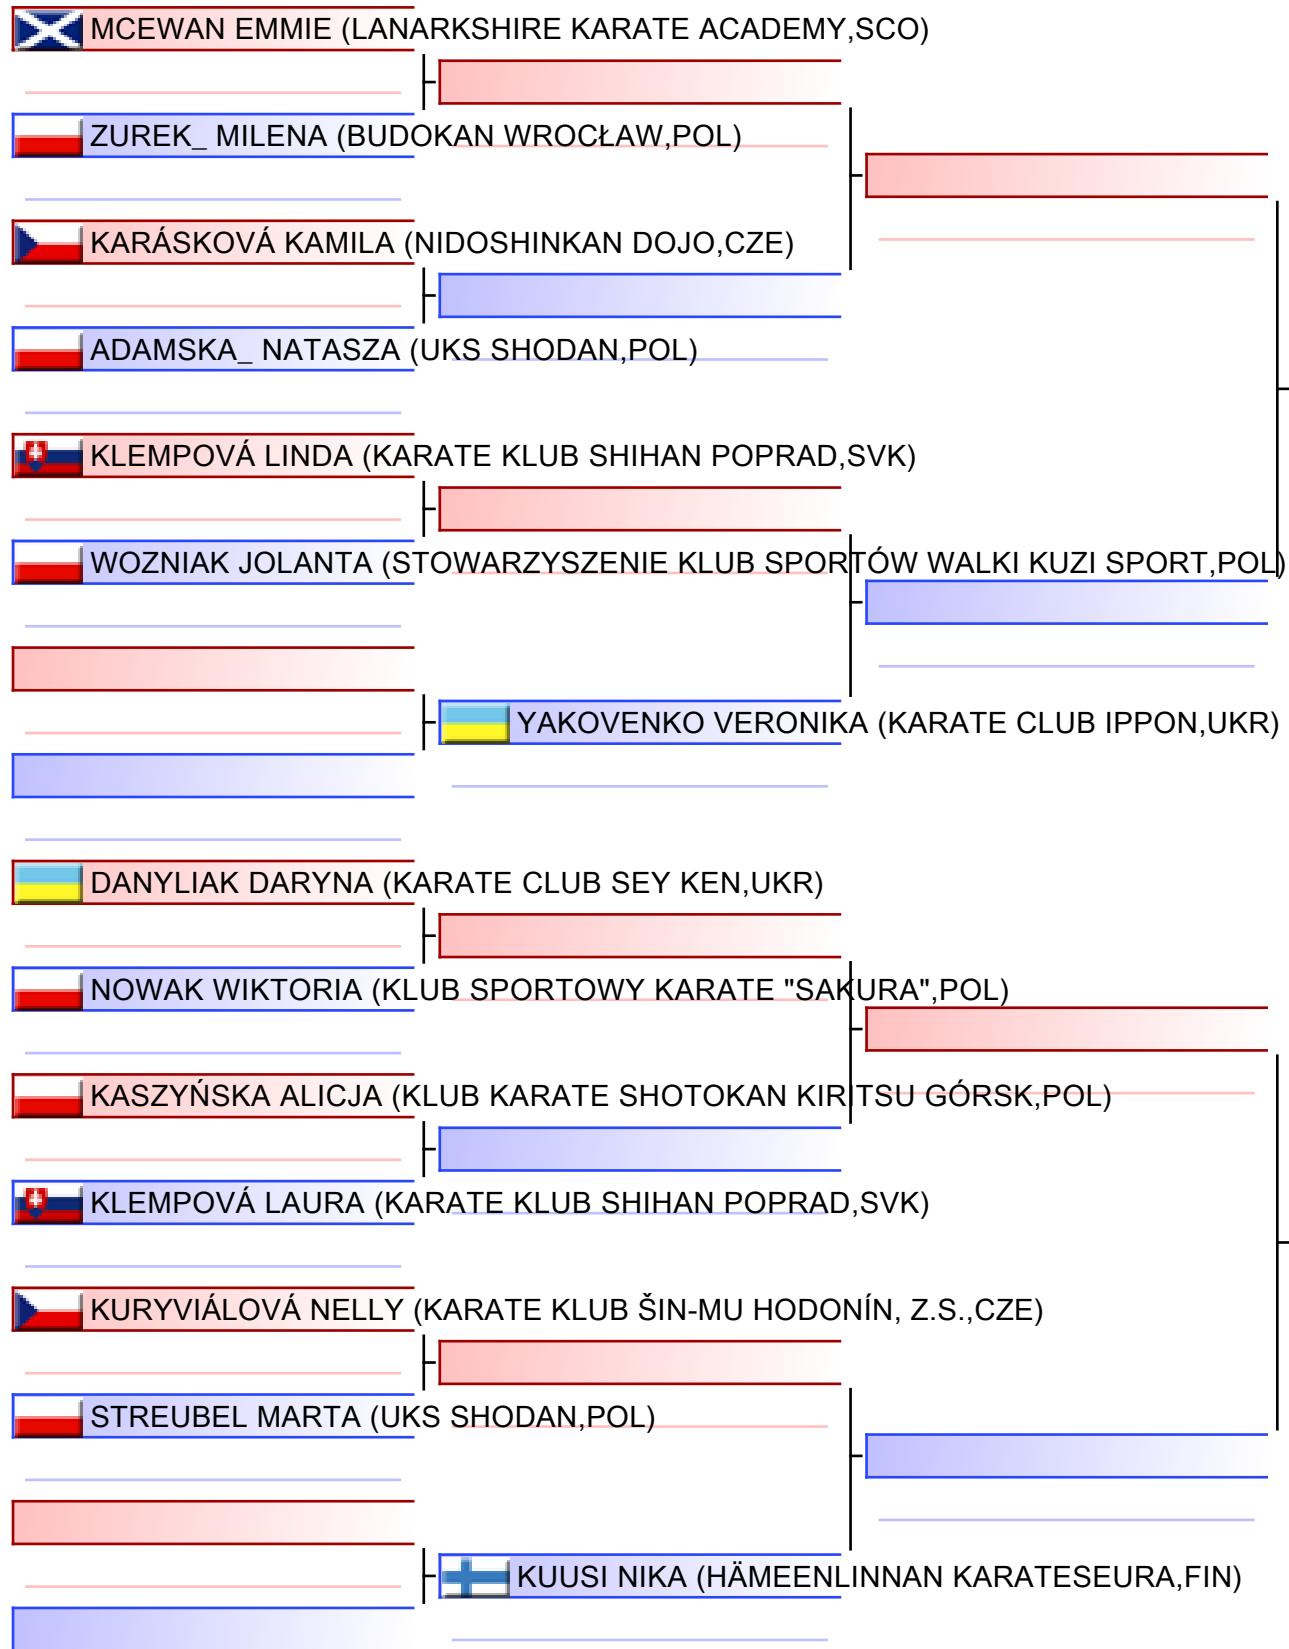 MCEWAN EMMIE (LANARKSHIRE KARATE ACADEMY,SCO)
ZUREK_ MILENA (BUDOKAN WROCŁAW,POL)
KARÁSKOVÁ KAMILA (NIDOSHINKAN DOJO,CZE)
ADAMSKA_ NATASZA (UKS SHODAN,POL)
KLEMPOVÁ LINDA (KARATE KLUB SHIHAN POPRAD,SVK)
WOZNIAK JOLANTA (STOWARZYSZENIE KLUB SPORTÓW WALKI KUZI SPORT,POL)
YAKOVENKO VERONIKA (KARATE CLUB IPPON,UKR)
DANYLIAK DARYNA (KARATE CLUB SEY KEN,UKR)
NOWAK WIKTORIA (KLUB SPORTOWY KARATE "SAKURA",POL)
KASZYŃSKA ALICJA (KLUB KARATE SHOTOKAN KIRITSU GÓRSK,POL)
KLEMPOVÁ LAURA (KARATE KLUB SHIHAN POPRAD,SVK)
KURYVIÁLOVÁ NELLY (KARATE KLUB ŠIN-MU HODONÍN, Z.S.,CZE)
STREUBEL MARTA (UKS SHODAN,POL)
KUUSI NIKA (HÄMEENLINNAN KARATESEURA,FIN)